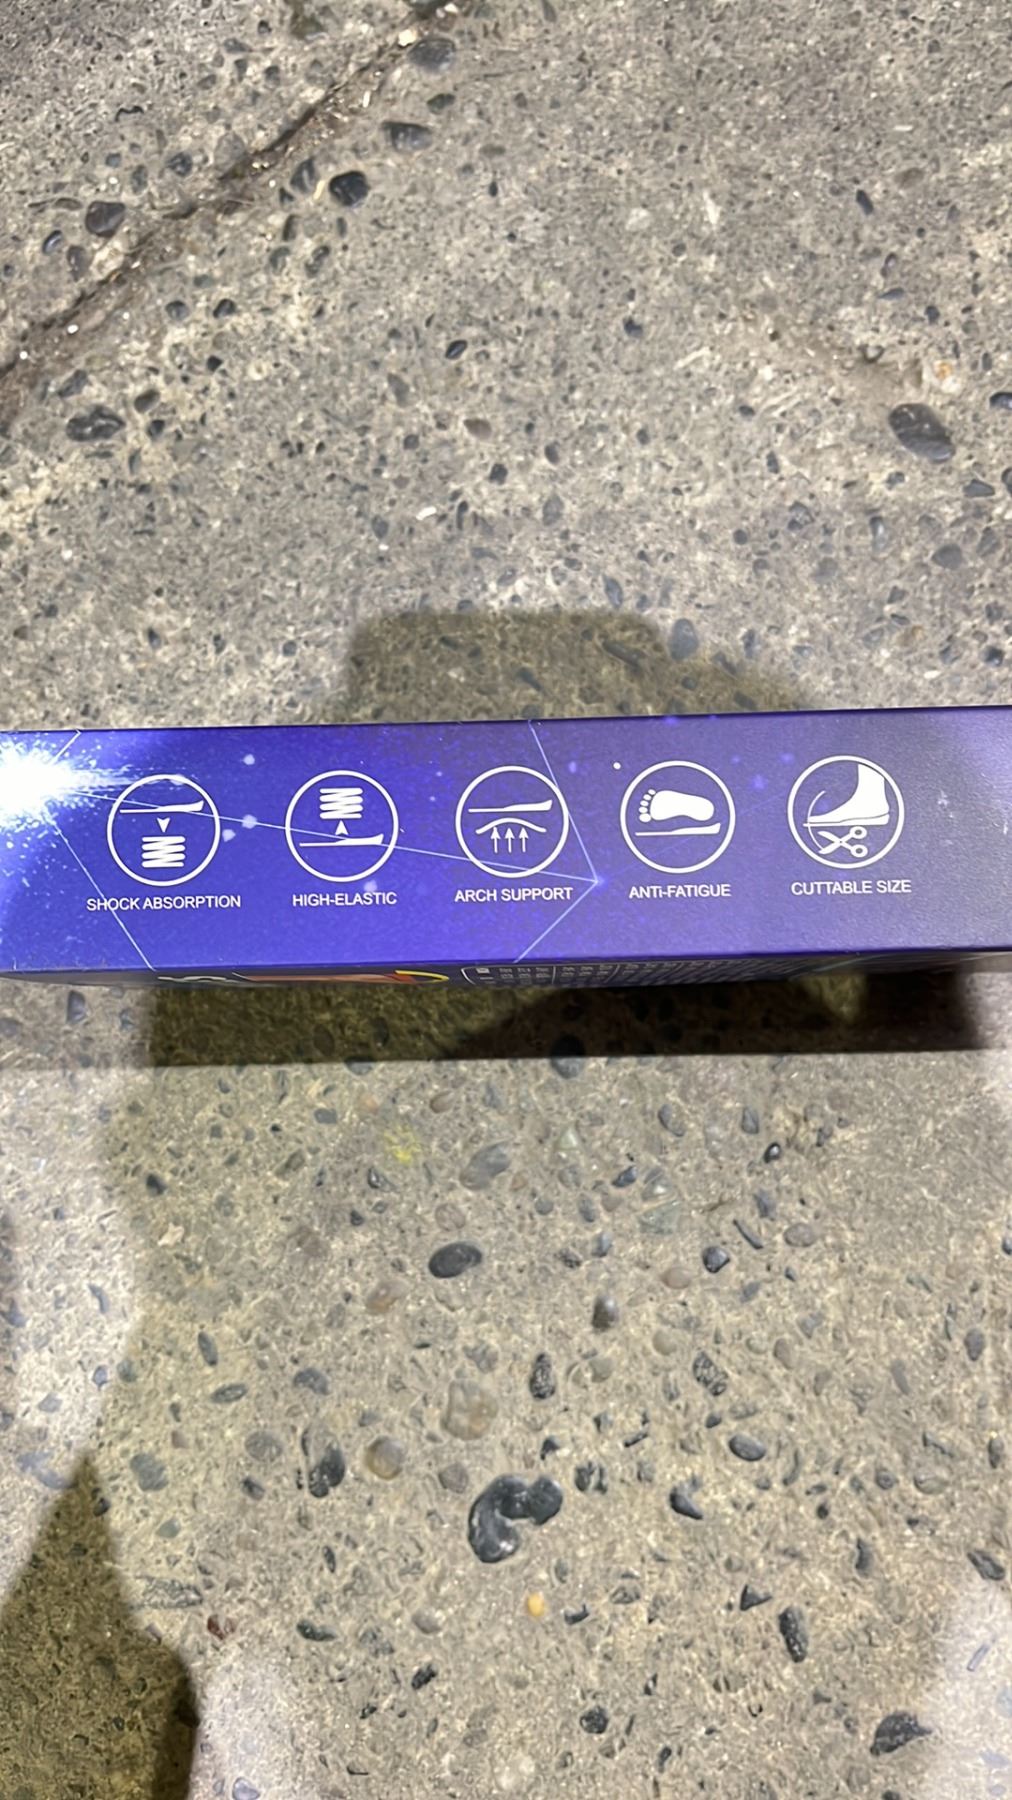 SHOCK ABSORPTION
HIGH-ELASTIC
ARCH SUPPORT
ANTi-FATIGUE
CUTTABLE SIZE